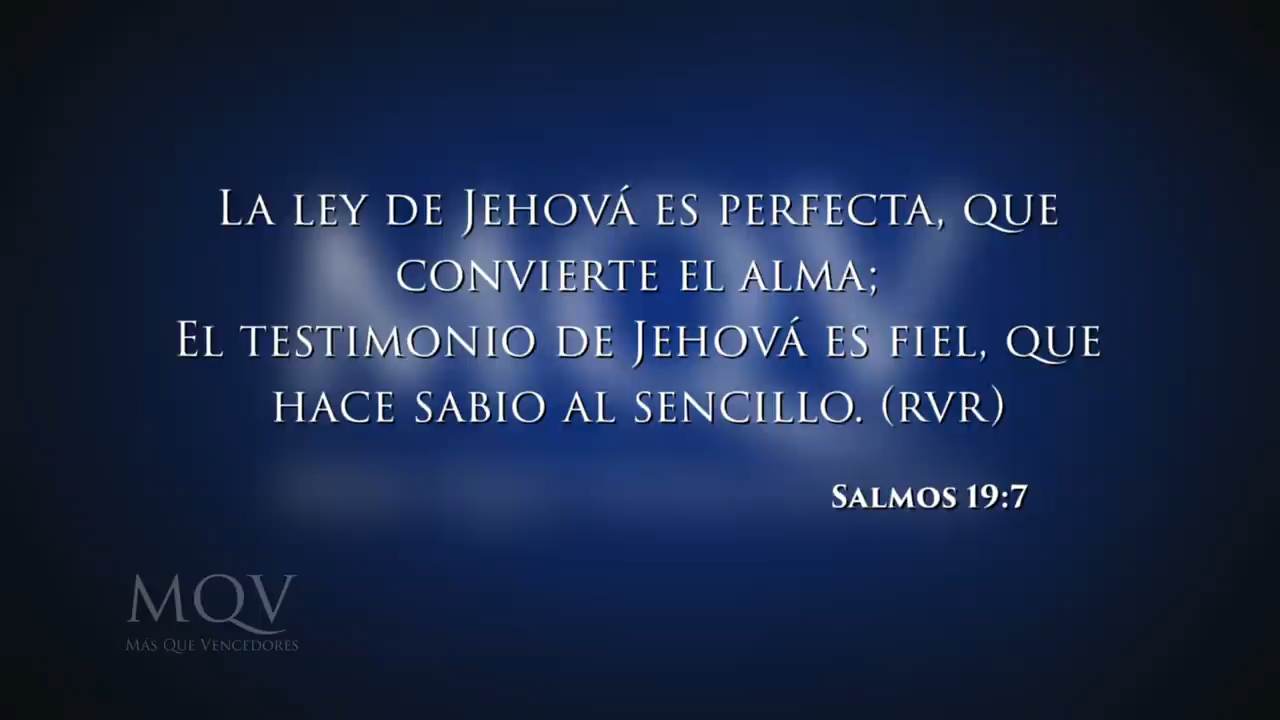 La ley de Jehová es perfecta, que
convierte el alma;
El testimonio de Jehová es fiel, que
hace sabio al sencillo. (rvr)
Salmos 19:7
MQV
Más Que Vencedores